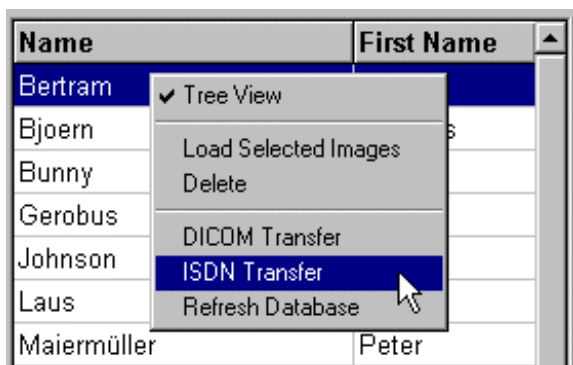 Name First Name
Bertram
✔ Tree View
Bjoern s
Load Selected Images
Bunny
Delete
Gerobus
DICOM Transfer
Johnson
ISDN Transfer
Laus
Refresh Database
Maiermüller Peter